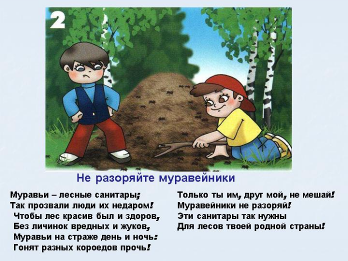 2
Не разоряйте муравейники
Муравьи – лесные санитары;
Так прозвали люди их недаром!
Чтобы лес красив был и здоров,
Без личинок вредных и жуков,
Муравьи на страже день и ночь:
Гонят разных короедов прочь!
Только ты им, друг мой, не мешай!
Муравейники не разоряй!
Эти санитары так нужны
Для лесов твоей родной страны!